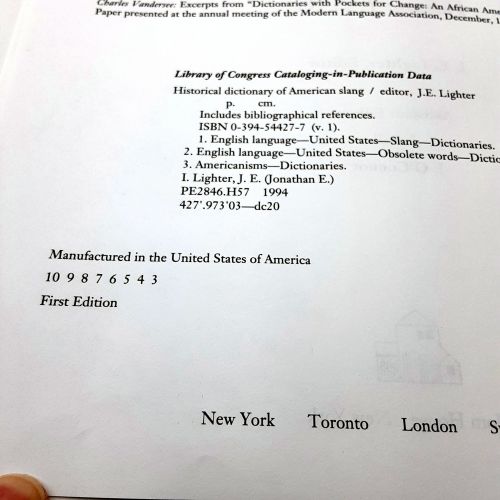 Charles Vandersee: Excerpts from "Dictionaries with Pockets for Change: An African Ame
Paper presented at the annual meeting of the Modern Language Association, December, 1
Library of Congress Cataloging-in-Publication Data
Historical dictionary of American slang / editor, J.E. Lighter
p. cm.
Includes bibliographical references.
ISBN 0-394-54427-7 (v. 1).
1. English language—United States—Slang—Dictionaries.
2. English language—United States—Obsolete words—Dictio
3. Americanisms—Dictionaries.
I. Lighter, J. E. (Jonathan E.)
PE2846.H57 1994
427'.973'03—dc20
Manufactured in the United States of America
10 9 8 7 6 5 4 3
First Edition
New York Toronto London S